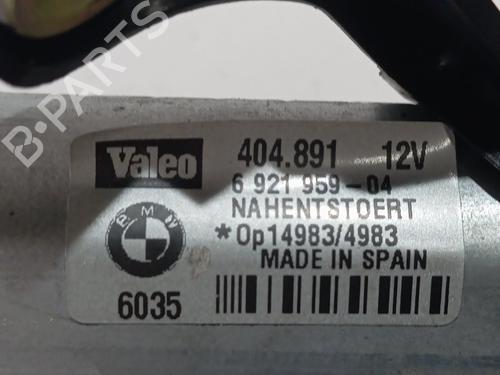 B-PARTS
Valeo 404.891 12V
6 921 959-04
NAHENTSTOERT
BMW
*Op14983/4983
MADE IN SPAIN
6035